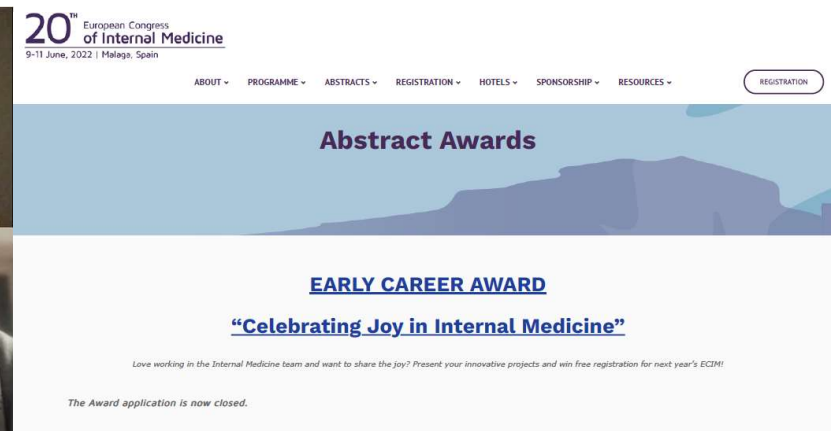 20TH European Congress
of Internal Medicine
9-11 June, 2022 | Malaga, Spain
ABOUT PROGRAMME ABSTRACTS REGISTRATION HOTELS SPONSORSHIP RESOURCES REGISTRATION
Abstract Awards
EARLY CAREER AWARD
“Celebrating Joy in Internal Medicine”
Love working in the Internal Medicine team and want to share the joy? Present your innovative projects and win free registration for next year's ECIM!
The Award application is now closed.